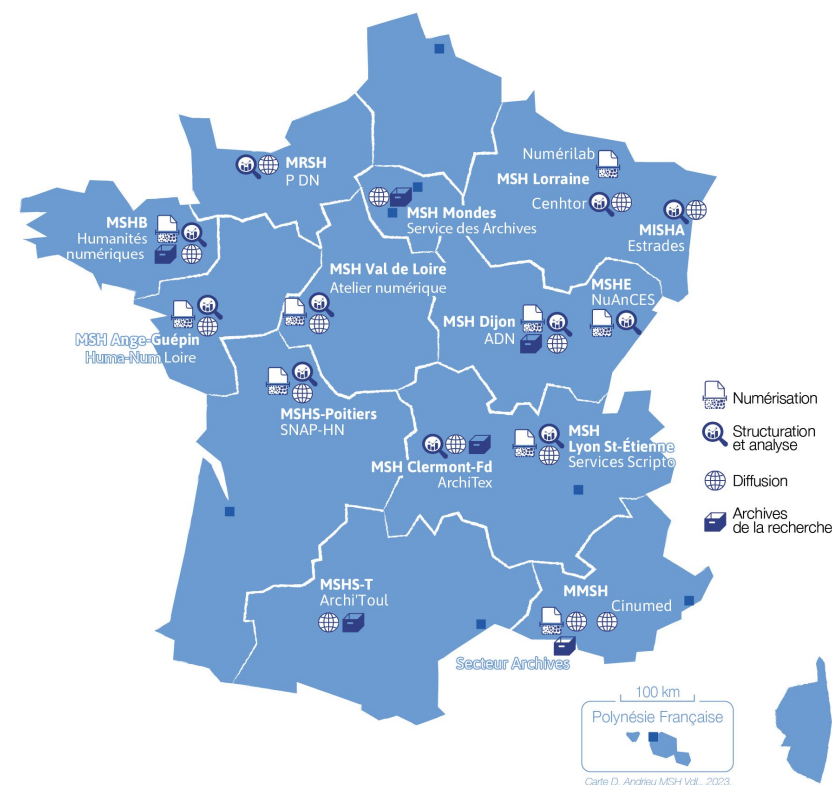 Numérilab
MSH Lorraine
Cenhtor
MRSH
P DN
MISHA
Estrades
MSH Mondes
Service des Archives
MSHB
Humanités
numériques
MSH Val de Loire
Atelier numérique
MSHE
NuAnCES
MSH Dijon
ADN
MSH Ange-Guépin
Huma-Num Loire
MSHS-Poitiers
SNAP-HN
MSH
Lyon St-Étienne
Services Scripto
MSH Clermont-Fd
ArchiTex
Numérisation
Structuration
et analyse
Diffusion
Archives
de la recherche
MSHS-T
Archi'Toul
MMSH
Cinumed
Secteur Archives
100 km
Polynésie Française
Carte D. Andrieu MSH VdL, 2023.